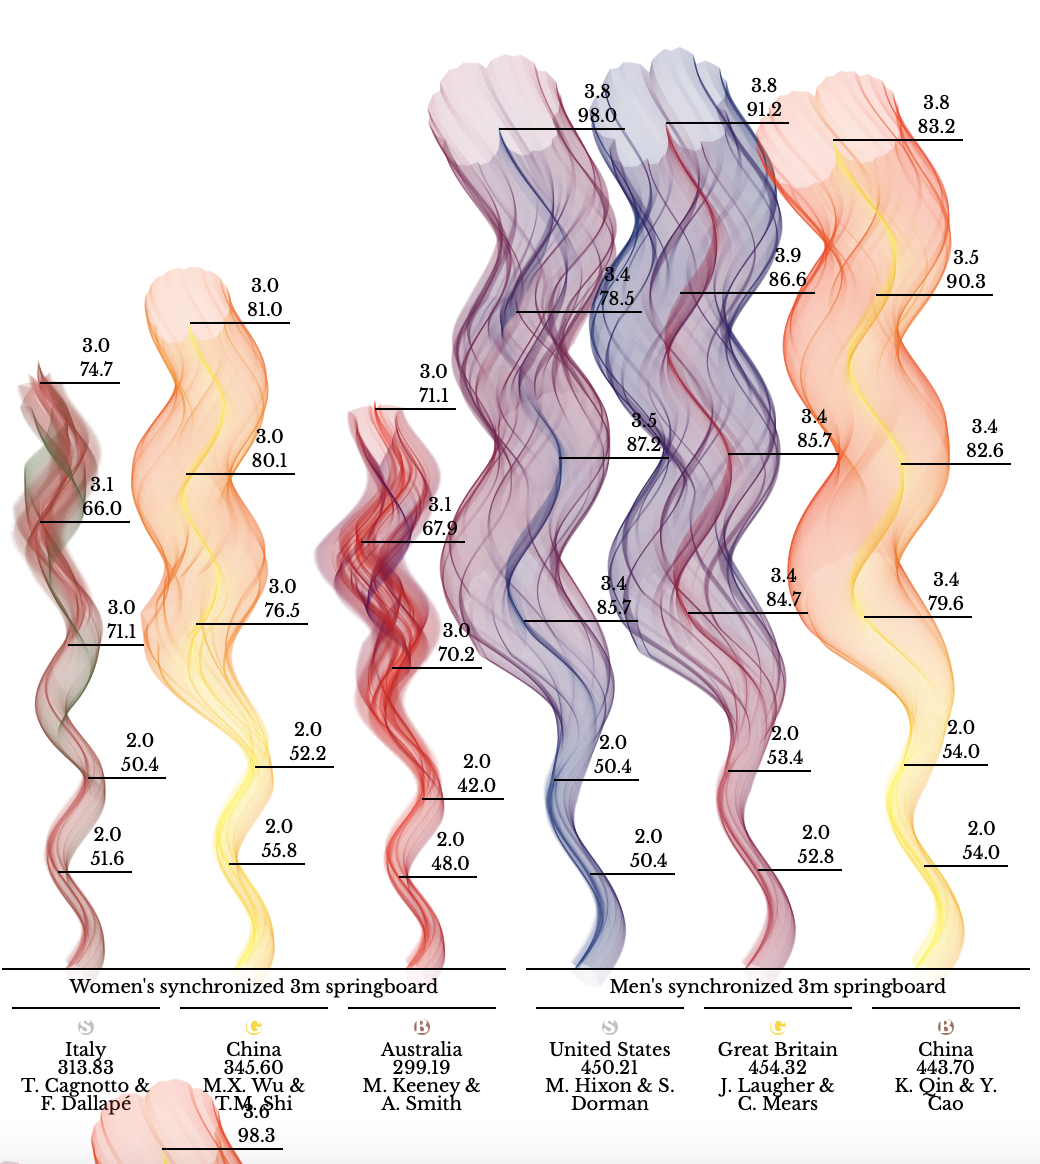 3.8
98.0
3.8
91.2
3.8
83.2
3.0
81.0
3.4
78.5
3.9
86.6
3.5
90.3
3.0
74.7
3.0
71.1
3.0
80.1
3.5
87.2
3.4
85.7
3.4
82.6
3.1
66.0
3.1
67.9
3.0
71.1
3.0
76.5
3.0
70.2
3.4
85.7
3.4
84.7
3.4
79.6
2.0
50.4
2.0
52.2
2.0
42.0
2.0
50.4
2.0
53.4
2.0
54.0
2.0
51.6
2.0
55.8
2.0
48.0
2.0
50.4
2.0
52.8
2.0
54.0
Women's synchronized 3m springboard
S
Italy
313.83
T. Cagnotto &
F. Dallapé
G
China
345.60
M.X. Wu &
T.M. Shi
B
Australia
299.19
M. Keeney &
A. Smith
Men's synchronized 3m springboard
S
United States
450.21
M. Hixon & S.
Dorman
G
Great Britain
454.32
J. Laugher &
C. Mears
B
China
443.70
K. Qin & Y.
Cao
3.6
98.3